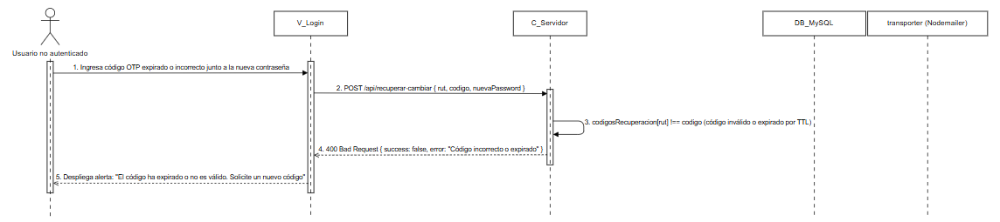 V_Login
C_Servidor
DB_MySQL
transporter (Nodemailer)
Usuario no autenticado
1. Ingresa código OTP expirado o incorrecto junto a la nueva contraseña
2. POST /api/recuperar-cambiar { rut, codigo, nuevaPassword }
3. codigosRecuperacion[rut] !== codigo (código inválido o expirado por TTL)
4. 400 Bad Request { success: false, error: "Código incorrecto o expirado" }
5. Despliega alerta: "El código ha expirado o no es válido. Solicite un nuevo código"